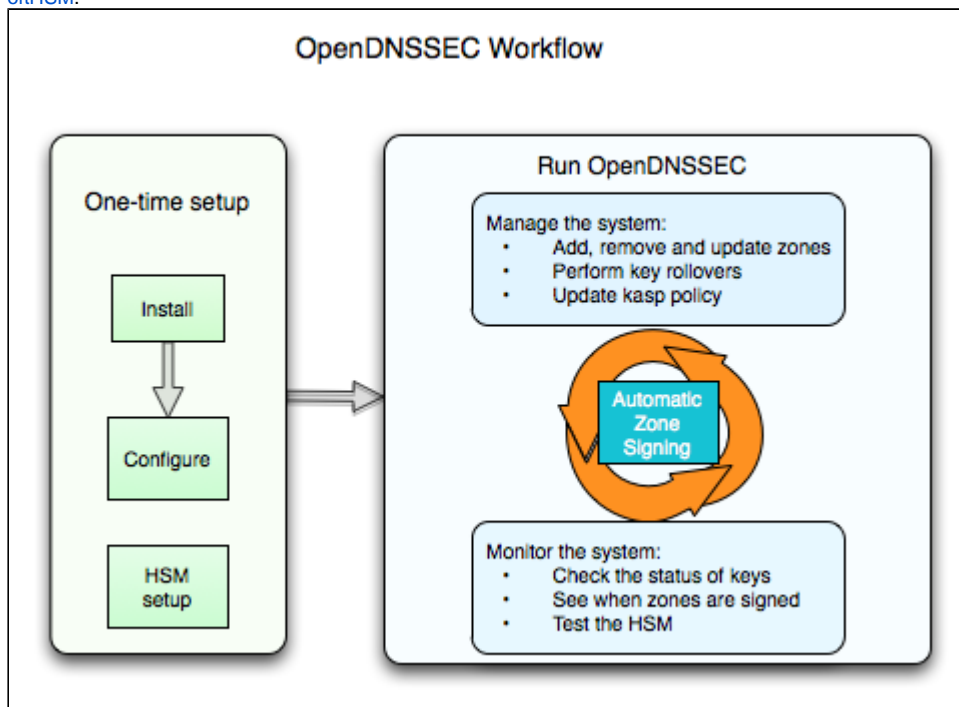 OpenDNSSEC Workflow
One-time setup
Install
Configure
HSM
setup
Run OpenDNSSEC
Manage the system:
• Add, remove and update zones
• Perform key rollovers
• Update kasp policy
Automatic
Zone
Signing
Monitor the system:
• Check the status of keys
• See when zones are signed
• Test the HSM